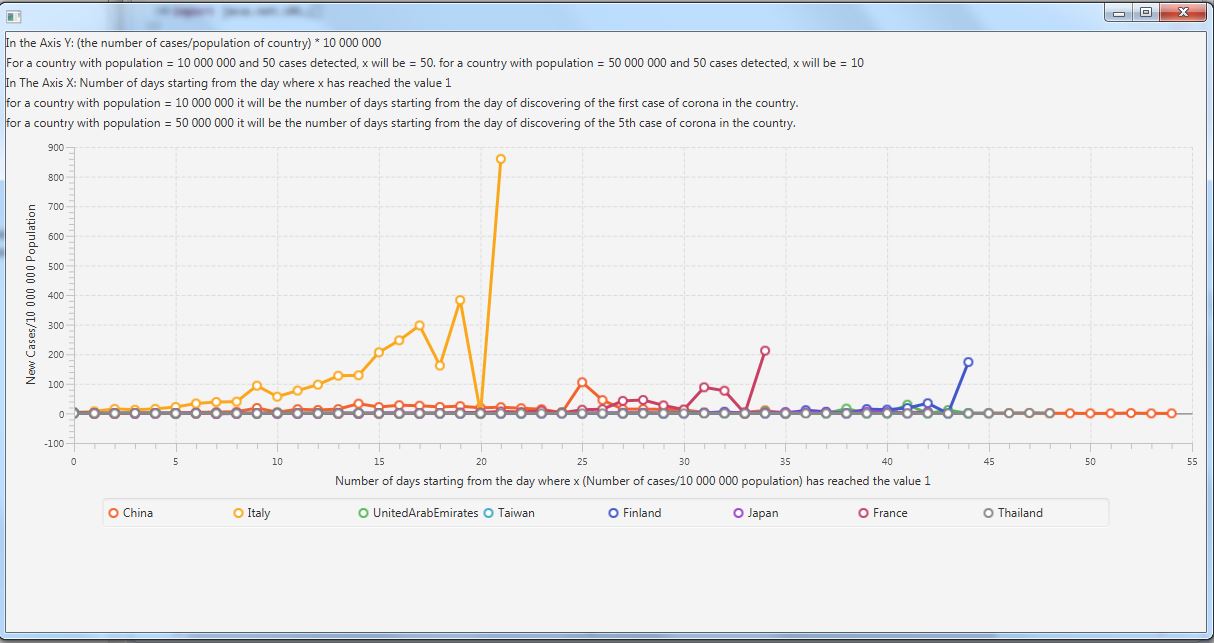 In the Axis Y: (the number of cases/population of country) * 10 000 000
For a country with population = 10 000 000 and 50 cases detected, x will be = 50. for a country with population = 50 000 000 and 50 cases detected, x will be = 10
In The Axis X: Number of days starting from the day where x has reached the value 1
for a country with population = 10 000 000 it will be the number of days starting from the day of discovering of the first case of corona in the country.
for a country with population = 50 000 000 it will be the number of days starting from the day of discovering of the 5th case of corona in the country.
New Cases/10 000 000 Population
900
800
700
600
500
400
300
200
100
0
-100
0 5 10 15 20 25 30 35 40 45 50 55
Number of days starting from the day where x (Number of cases/10 000 000 population) has reached the value 1
China Italy UnitedArabEmirates Taiwan Finland Japan France Thailand